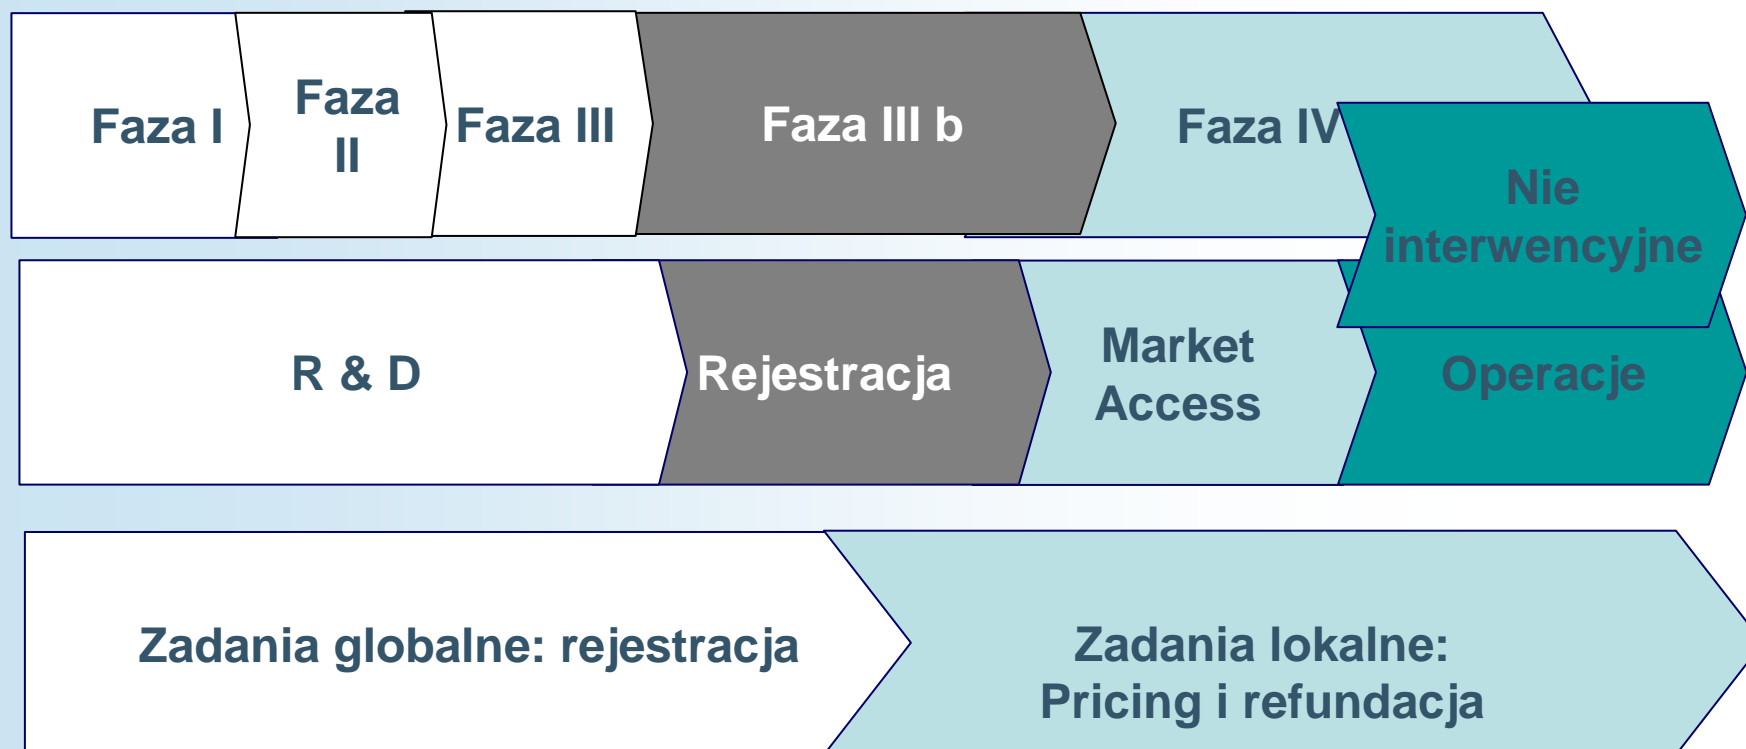 Faza I
Faza
II
Faza III
Faza III b
Faza IV
Nie
interwencyjne
R & D
Rejestracja
Market
Access
Operacje
Zadania globalne: rejestracja
Zadania lokalne:
Pricing i refundacja